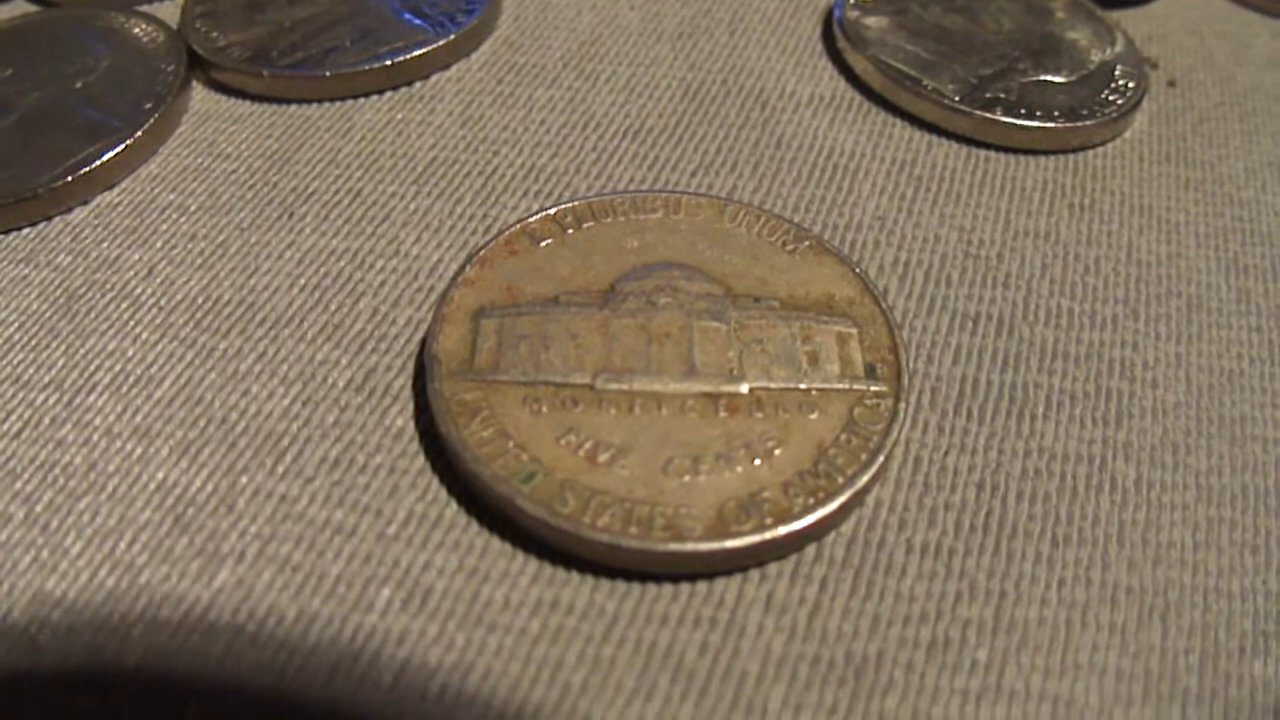 E PLURIBUS UNUM
MONTICELLO
FIVE CENTS
UNITED STATES OF AMERICA